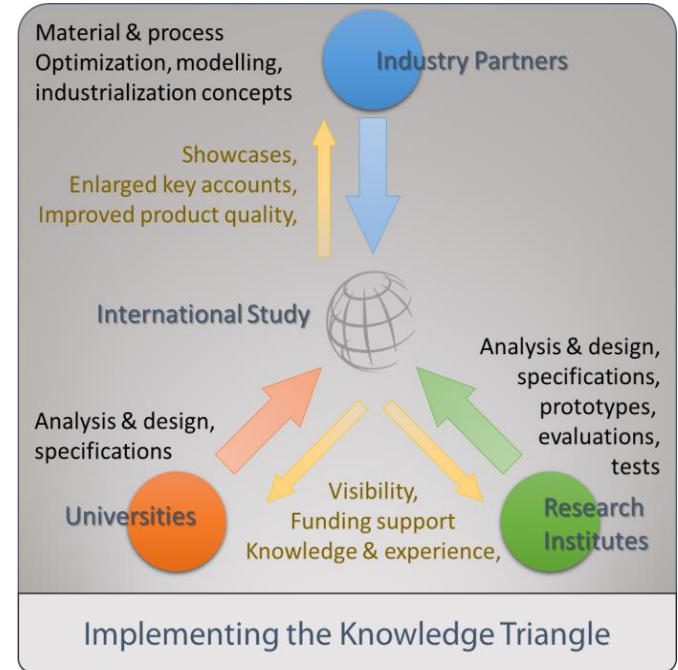 Material & process
Optimization, modelling,
industrialization concepts
Industry Partners
Showcases,
Enlarged key accounts,
Improved product quality,
International Study
Analysis & design,
specifications,
prototypes,
evaluations,
tests
Analysis & design,
specifications
Universities
Visibility,
Funding support
Knowledge & experience,
Research
Institutes
Implementing the Knowledge Triangle